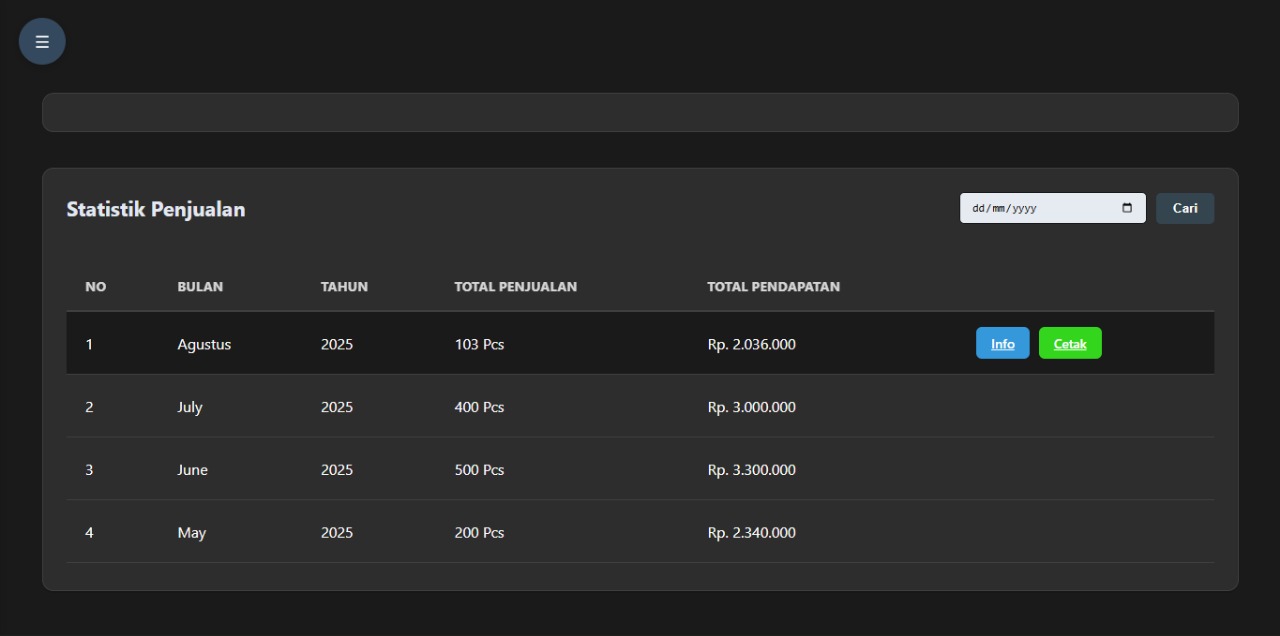 ☰
Statistik Penjualan dd/mm/yyyy Cari
NO BULAN TAHUN TOTAL PENJUALAN TOTAL PENDAPATAN
1 Agustus 2025 103 Pcs Rp. 2.036.000 Info Cetak
2 July 2025 400 Pcs Rp. 3.000.000
3 June 2025 500 Pcs Rp. 3.300.000
4 May 2025 200 Pcs Rp. 2.340.000